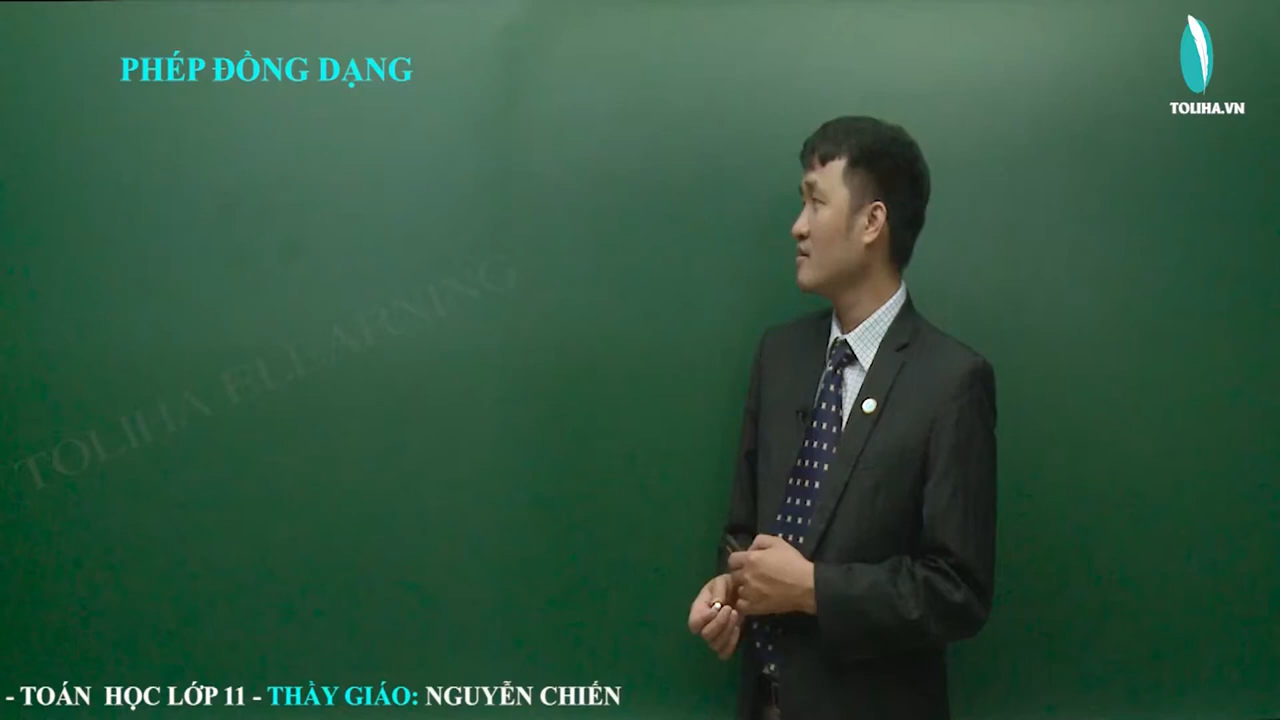 PHÉP ĐỒNG DẠNG
TOLIHA.VN
TOLIHA ELEARNING
- TOÁN HỌC LỚP 11 - THẦY GIÁO: NGUYỄN CHIẾN